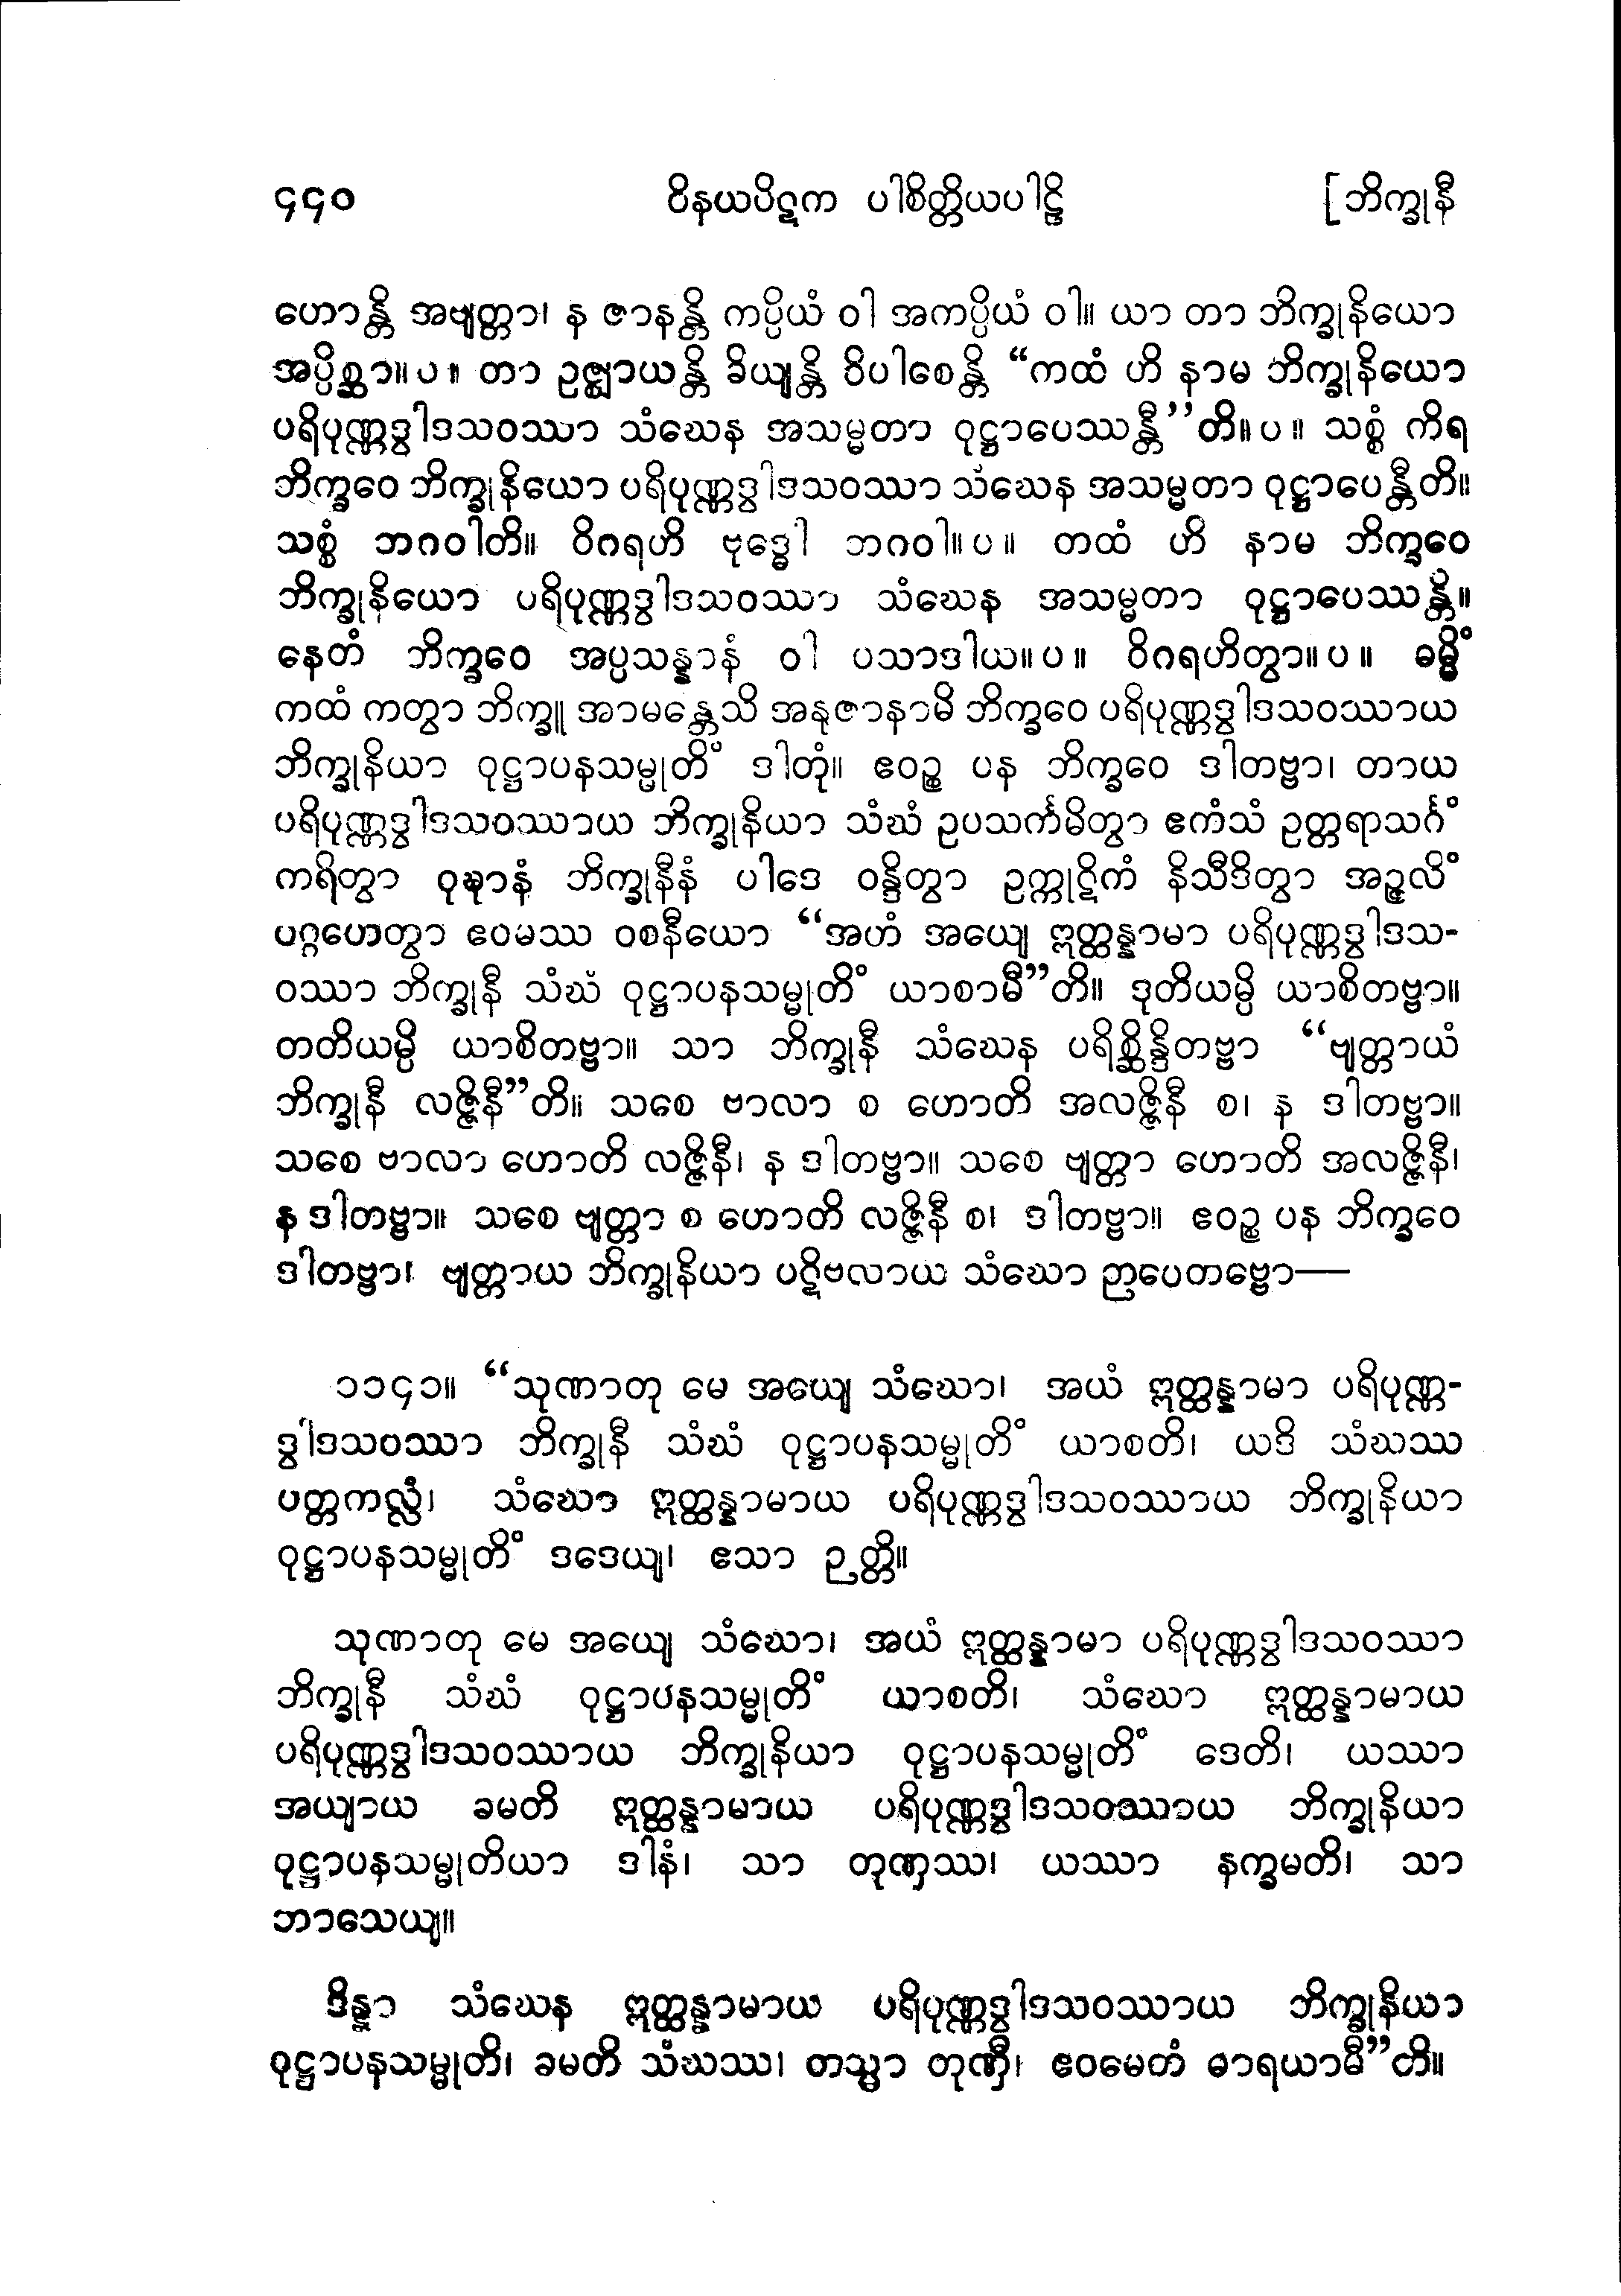 ၄၄၀ ဝိနယပိဋက ပါစိတ္တိယပါဠိ [ဘိက္ခုနီ
ဟောန္တိ အဗျတ္တာ၊ န ဇာနန္တိ ကပ္ပိယံ ဝါ အကပ္ပိယံ ဝါ။ ယာ တာ ဘိက္ခုနိယော
အပ္ပိစ္ဆာ။ပ။ တာ ဥဇ္ဈာယန္တိ ခိယျန္တိ ဝိပါစေန္တိ “ကထံ ဟိ နာမ ဘိက္ခုနိယော
ပရိပုဏ္ဏဒွါဒသဝဿာ သံဃေန အသမ္မတာ ဝုဋ္ဌာပေဿန္တီ”တိ။ပ။ သစ္စံ ကိရ
ဘိက္ခဝေ ဘိက္ခုနိယော ပရိပုဏ္ဏဒွါဒသဝဿာ သံဃေန အသမ္မတာ ဝုဋ္ဌာပေန္တီတိ။
သစ္စံ ဘဂဝါတိ။ ဝိဂရဟိ ဗုဒ္ဓေါ ဘဂဝါ။ပ။ တထံ ဟိ နာမ ဘိက္ခဝေ
ဘိက္ခုနိယော ပရိပုဏ္ဏဒွါဒသဝဿာ သံဃေန အသမ္မတာ ဝုဋ္ဌာပေဿန္တိ။
နေတံ ဘိက္ခဝေ အပ္ပသန္နာနံ ဝါ ပသာဒါယ။ပ။ ဝိဂရဟိတွာ။ပ။ ဓမ္မိံ
ကထံ ကတွာ ဘိက္ခူ အာမန္တေသိ အနုဇာနာမိ ဘိက္ခဝေ ပရိပုဏ္ဏဒွါဒသဝဿာယ
ဘိက္ခုနိယာ ဝုဋ္ဌာပနသမ္မုတိံ ဒါတုံ။ ဧဝဉ္စ ပန ဘိက္ခဝေ ဒါတဗ္ဗာ၊ တာယ
ပရိပုဏ္ဏဒွါဒသဝဿာယ ဘိက္ခုနိယာ သံဃံ ဥပသင်္ကမိတွာ ဧကံသံ ဥတ္တရာသင်္ဂံ
ကရိတွာ ဝုဍ္ဎာနံ ဘိက္ခုနီနံ ပါဒေ ဝန္ဒိတွာ ဥက္ကုဋိကံ နိသီဒိတွာ အဉ္ဇလိံ
ပဂ္ဂဟေတွာ ဧဝမဿ ဝစနီယော “အဟံ အယျေ ဣတ္ထန္နာမာ ပရိပုဏ္ဏဒွါဒသ-
ဝဿာ ဘိက္ခုနီ သံဃံ ဝုဋ္ဌာပနသမ္မုတိံ ယာစာမီ”တိ။ ဒုတိယမ္ပိ ယာစိတဗ္ဗာ။
တတိယမ္ပိ ယာစိတဗ္ဗာ။ သာ ဘိက္ခုနီ သံဃေန ပရိစ္ဆိန္ဒိတဗ္ဗာ “ဗျတ္တာယံ
ဘိက္ခုနီ လဇ္ဇိနီ”တိ။ သစေ ဗာလာ စ ဟောတိ အလဇ္ဇိနီ စ၊ န ဒါတဗ္ဗာ။
သစေ ဗာလာ ဟောတိ လဇ္ဇိနီ၊ န ဒါတဗ္ဗာ။ သစေ ဗျတ္တာ ဟောတိ အလဇ္ဇိနီ၊
န ဒါတဗ္ဗာ။ သစေ ဗျတ္တာ စ ဟောတိ လဇ္ဇိနီ စ၊ ဒါတဗ္ဗာ။ ဧဝဉ္စ ပန ဘိက္ခဝေ
ဒါတဗ္ဗာ၊ ဗျတ္တာယ ဘိက္ခုနိယာ ပဋိဗလာယ သံဃော ဉာပေတဗ္ဗော—
၁၁၄၁။ “သုဏာတု မေ အယျေ သံဃော၊ အယံ ဣတ္ထန္နာမာ ပရိပုဏ္ဏ-
ဒွါဒသဝဿာ ဘိက္ခုနီ သံဃံ ဝုဋ္ဌာပနသမ္မုတိံ ယာစတိ၊ ယဒိ သံဃဿ
ပတ္တကလ္လံ၊ သံဃော ဣတ္ထန္နာမာယ ပရိပုဏ္ဏဒွါဒသဝဿာယ ဘိက္ခုနိယာ
ဝုဋ္ဌာပနသမ္မုတိံ ဒဒေယျ၊ ဧသာ ဉတ္တိ။
သုဏာတု မေ အယျေ သံဃော၊ အယံ ဣတ္ထန္နာမာ ပရိပုဏ္ဏဒွါဒသဝဿာ
ဘိက္ခုနီ သံဃံ ဝုဋ္ဌာပနသမ္မုတိံ ယာစတိ၊ သံဃော ဣတ္ထန္နာမာယ
ပရိပုဏ္ဏဒွါဒသဝဿာယ ဘိက္ခုနိယာ ဝုဋ္ဌာပနသမ္မုတိံ ဒေတိ၊ ယဿာ
အယျာယ ခမတိ ဣတ္ထန္နာမာယ ပရိပုဏ္ဏဒွါဒသဝဿာယ ဘိက္ခုနိယာ
ဝုဋ္ဌာပနသမ္မုတိယာ ဒါနံ၊ သာ တုဏှဿ၊ ယဿာ နက္ခမတိ၊ သာ
ဘာသေယျ။
ဒိန္နာ သံဃေန ဣတ္ထန္နာမာယ ပရိပုဏ္ဏဒွါဒသဝဿာယ ဘိက္ခုနိယာ
ဝုဋ္ဌာပနသမ္မုတိ၊ ခမတိ သံဃဿ၊ တသ္မာ တုဏှီ၊ ဧဝမေတံ ဓာရယာမီ”တိ။